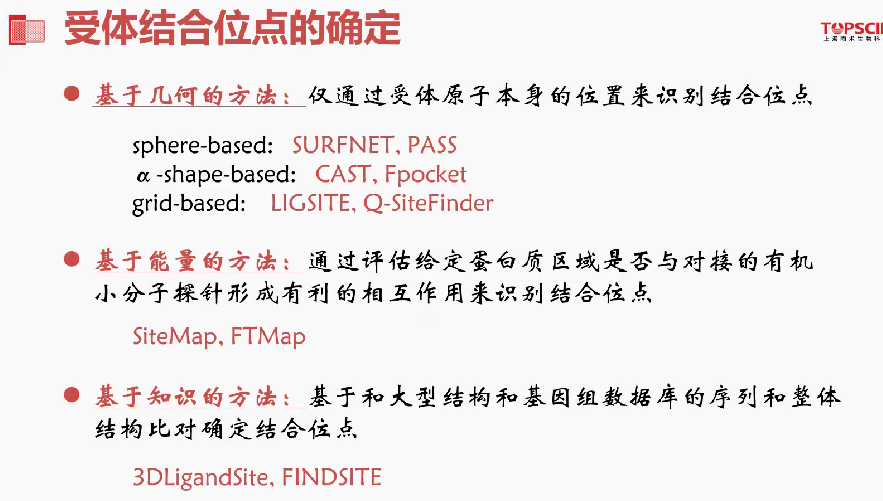 受体结合位点的确定
TOPSCI
基于几何的方法：仅通过受体原子本身的位置来识别结合位点
sphere-based: SURFNET, PASS
α-shape-based: CAST, Fpocket
grid-based: LIGSITE, Q-SiteFinder
基于能量的方法：通过评估给定蛋白质区域是否与对接的有机
小分子探针形成有利的相互作用来识别结合位点
SiteMap, FTMap
基于知识的方法：基于和大型结构和基因组数据库的序列和整体
结构比对确定结合位点
3DLigandSite, FINDSITE